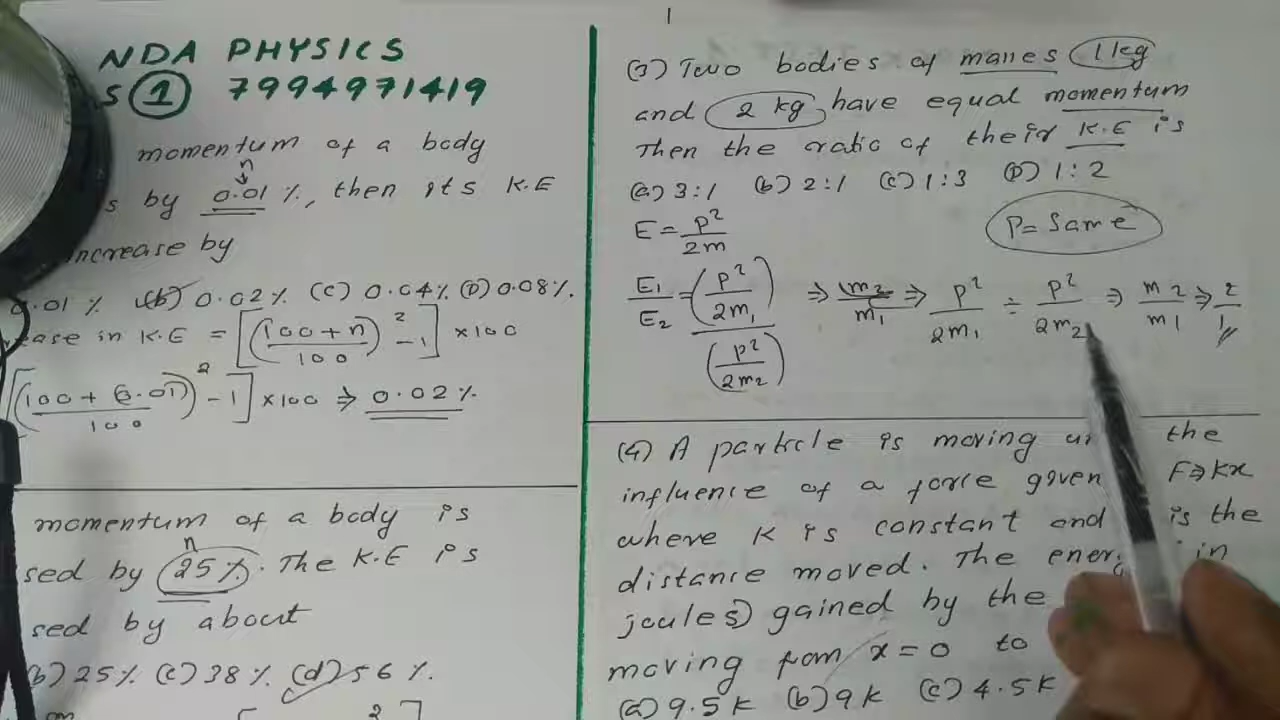 1
NDA PHYSICS
S 1 7994971419
momentum of a body
n
s by 0.01 %, then its K.E
increase by
0.01 % (b) 0.02% (c) 0.04% (D) 0.08%.
ease in K.E = [((100+n)/100)² -1] ×100
[((100 + (0.01))/100)² - 1] ×100 ⇒ 0.02%
momentum of a body is
n
sed by 25%. The K.E is
sed by about
(b) 25% (c) 38% (d) 56%.
2
(3) Two bodies of masses 1kg
and 2 kg, have equal momentum
Then the ratio of their K.E is
(a) 3:1 (b) 2:1 (c) 1:3 (D) 1:2
E = P²/2m
P = Same
E₁/E₂ = (P²/2m₁)/(P²/2m₂) ⇒ m₂/m₁ ⇒ P²/2m₁ ÷ P²/2m₂ ⇒ m2/m1 ⇒ 2/1
(4) A particle is moving the
influence of a force given F⇒Kx
where K is constant and is the
distance moved. The in
joules) gained by the
moving from x=0 to
(a) 9.5K (b) 9K (c) 4.5K